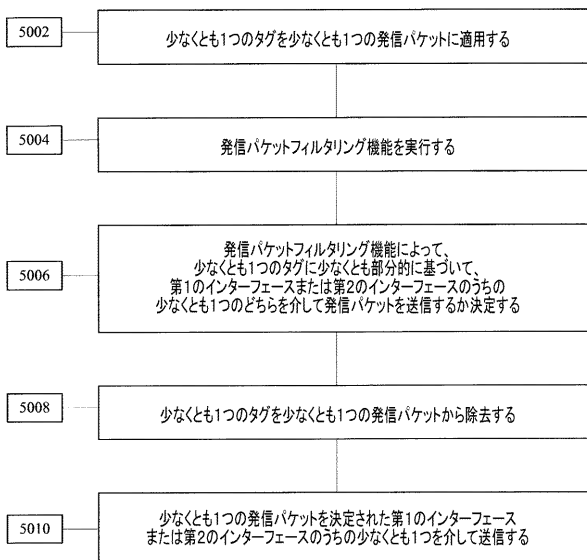 5002
少なくとも1つのタグを少なくとも1つの発信パケットに適用する
5004
発信パケットフィルタリング機能を実行する
5006
発信パケットフィルタリング機能によって、
少なくとも1つのタグに少なくとも部分的に基づいて、
第1のインターフェースまたは第2のインターフェースのうちの
少なくとも1つのどちらを介して発信パケットを送信するか決定する
5008
少なくとも1つのタグを少なくとも1つの発信パケットから除去する
5010
少なくとも1つの発信パケットを決定された第1のインターフェース
または第2のインターフェースのうちの少なくとも1つを介して送信する